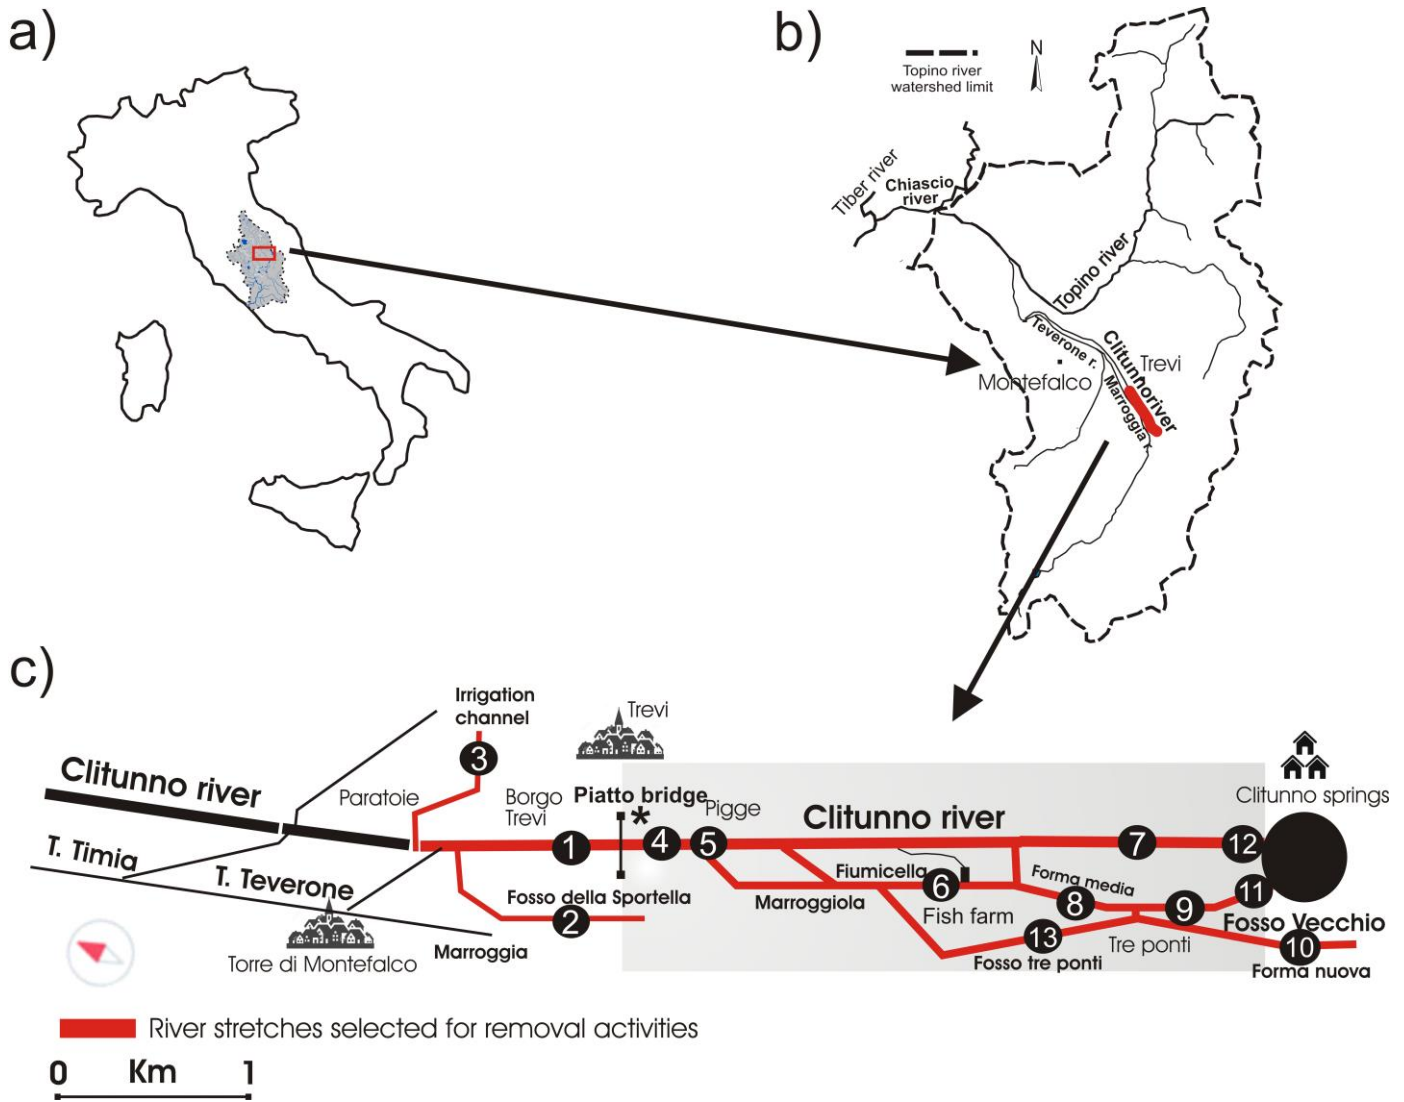 a)
b)
Topino river
watershed limit
N
Tiber river
Chiascio
river
Topino river
Teverone r.
Montefalco
Clitunnoriver
Trevi
Marroggia r.
c)
Irrigation
channel
3
Trevi
Clitunno river
Paratoie
Borgo
Trevi
Piatto bridge
*
Pigge
Clitunno river
Clitunno springs
1
4
5
7
12
T. Timia
T. Teverone
Fosso della Sportella
2
Marroggiola
Fiumicella
6
Fish farm
Forma media
8
9
11
Fosso Vecchio
Marroggia
Torre di Montefalco
13
Fosso tre ponti
Tre ponti
10
Forma nuova
River stretches selected for removal activities
0 Km 1